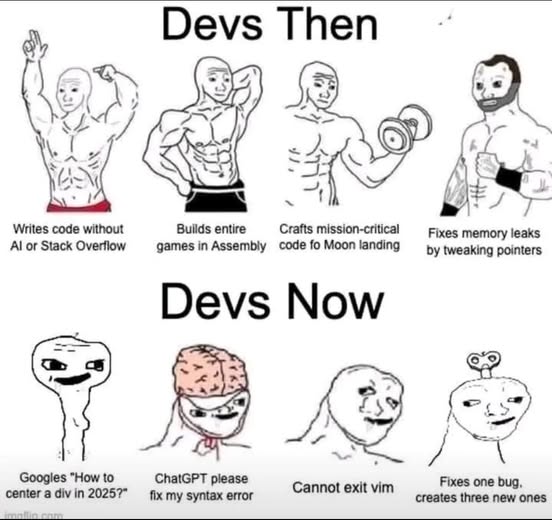 Devs Then
Writes code without
AI or Stack Overflow
Builds entire
games in Assembly
Crafts mission-critical
code fo Moon landing
Fixes memory leaks
by tweaking pointers
Devs Now
Googles "How to
center a div in 2025?"
ChatGPT please
fix my syntax error
Cannot exit vim
Fixes one bug,
creates three new ones
imgflip.com